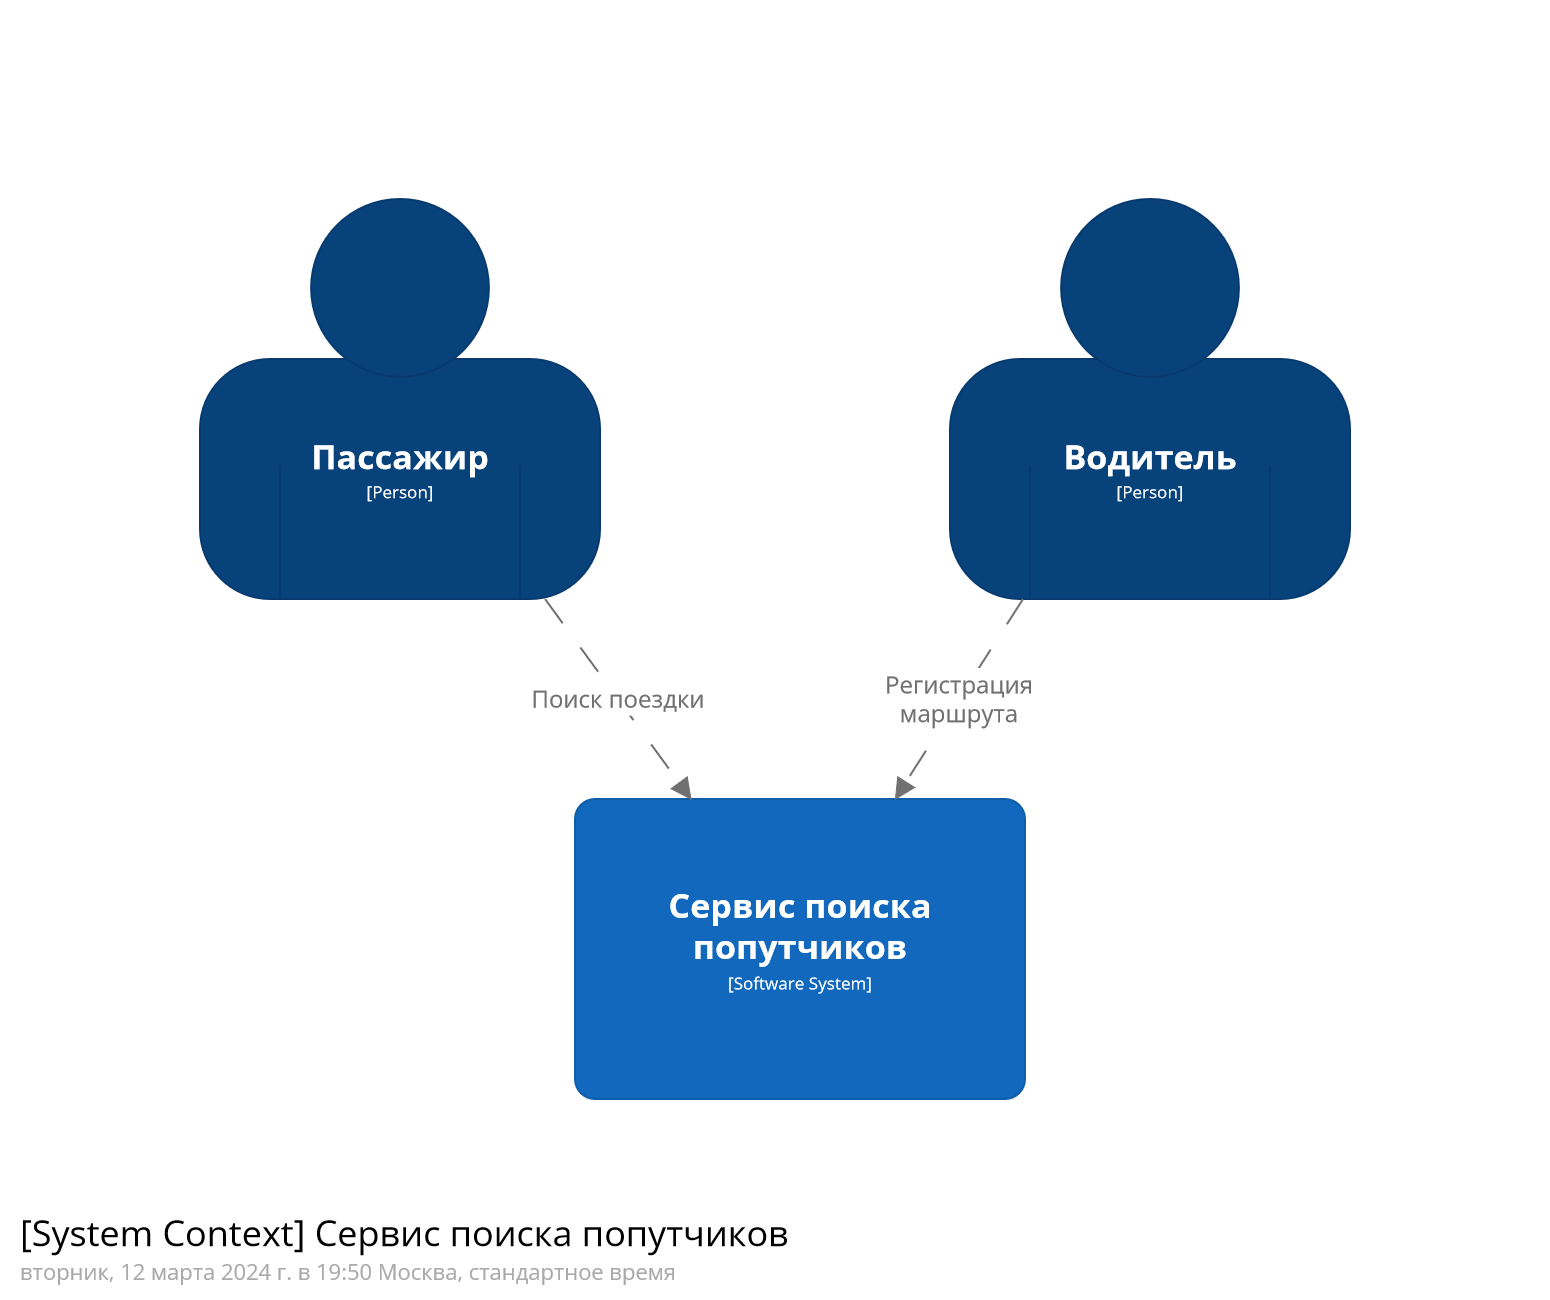 Пассажир
[Person]
Водитель
[Person]
Поиск поездки
Регистрация
маршрута
Сервис поиска
попутчиков
[Software System]
[System Context] Сервис поиска попутчиков
вторник, 12 марта 2024 г. в 19:50 Москва, стандартное время